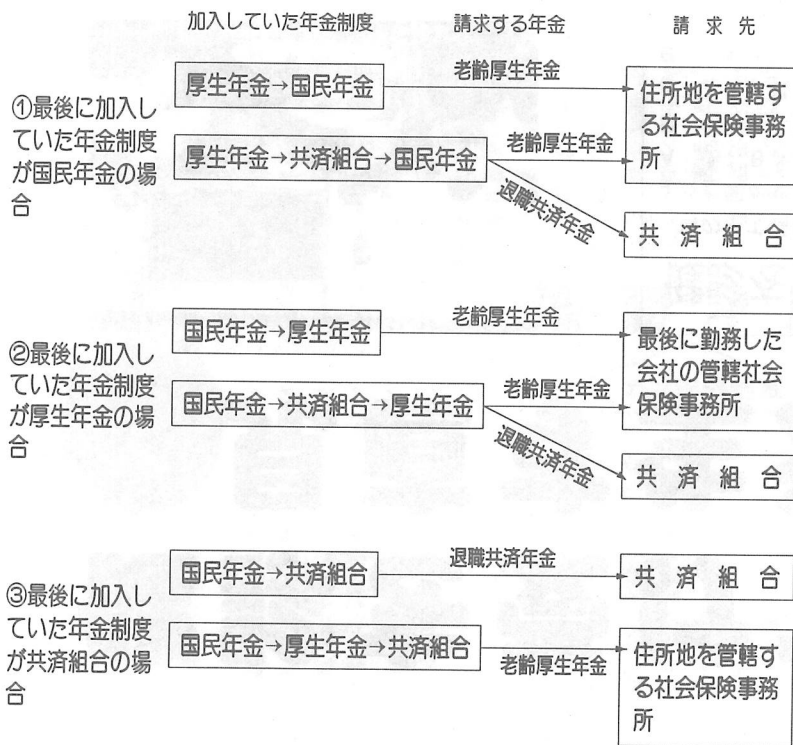 加入していた年金制度 請求する年金 請求先
①最後に加入し
ていた年金制度
が国民年金の場
合
厚生年金→国民年金
老齢厚生年金
厚生年金→共済組合→国民年金
老齢厚生年金
退職共済年金
住所地を管轄す
る社会保険事務
所
共済組合
②最後に加入し
ていた年金制度
が厚生年金の場
合
国民年金→厚生年金
老齢厚生年金
国民年金→共済組合→厚生年金
老齢厚生年金
退職共済年金
最後に勤務した
会社の管轄社会
保険事務所
共済組合
③最後に加入し
ていた年金制度
が共済組合の場
合
国民年金→共済組合
退職共済年金
共済組合
国民年金→厚生年金→共済組合
老齢厚生年金
住所地を管轄す
る社会保険事務
所